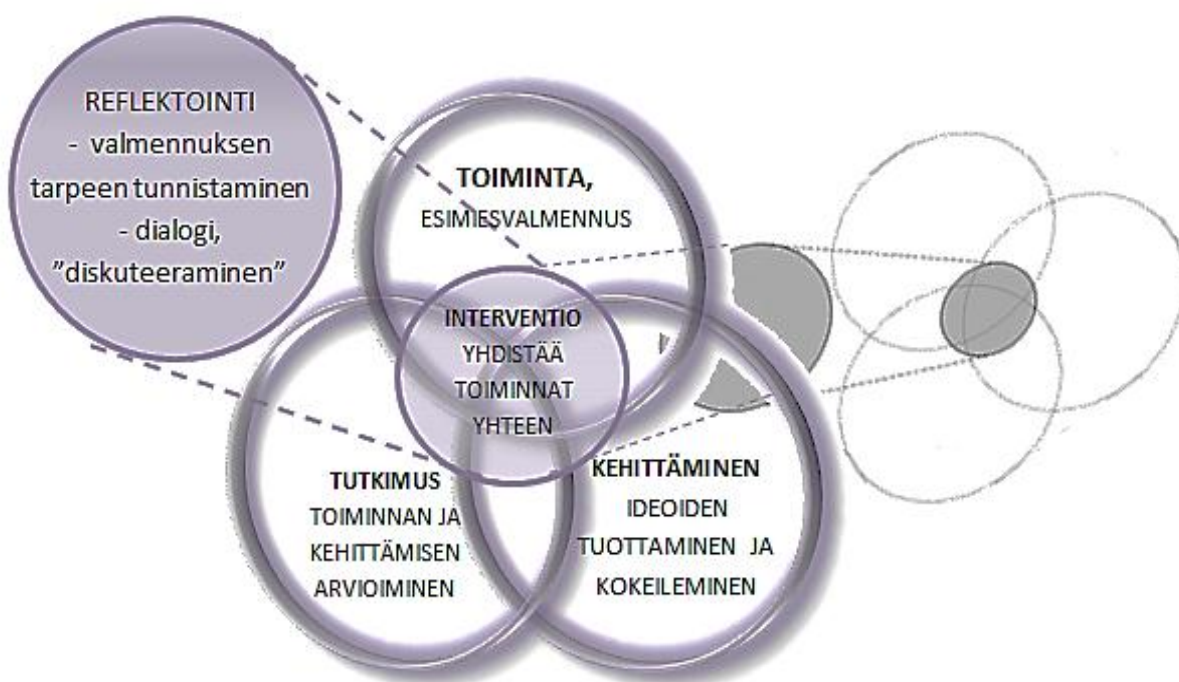 REFLEKTOINTI
- valmennuksen
tarpeen tunnistaminen
- dialogi,
"diskuteeraminen"
TOIMINTA,
ESIMIESVALMENNUS
INTERVENTIO
YHDISTÄÄ
TOIMINNAT
YHTEEN
TUTKIMUS
TOIMINNAN JA
KEHITTÄMISEN
ARVIOIMINEN
KEHITTÄMINEN
IDEOIDEN
TUOTTAMINEN JA
KOKEILEMINEN